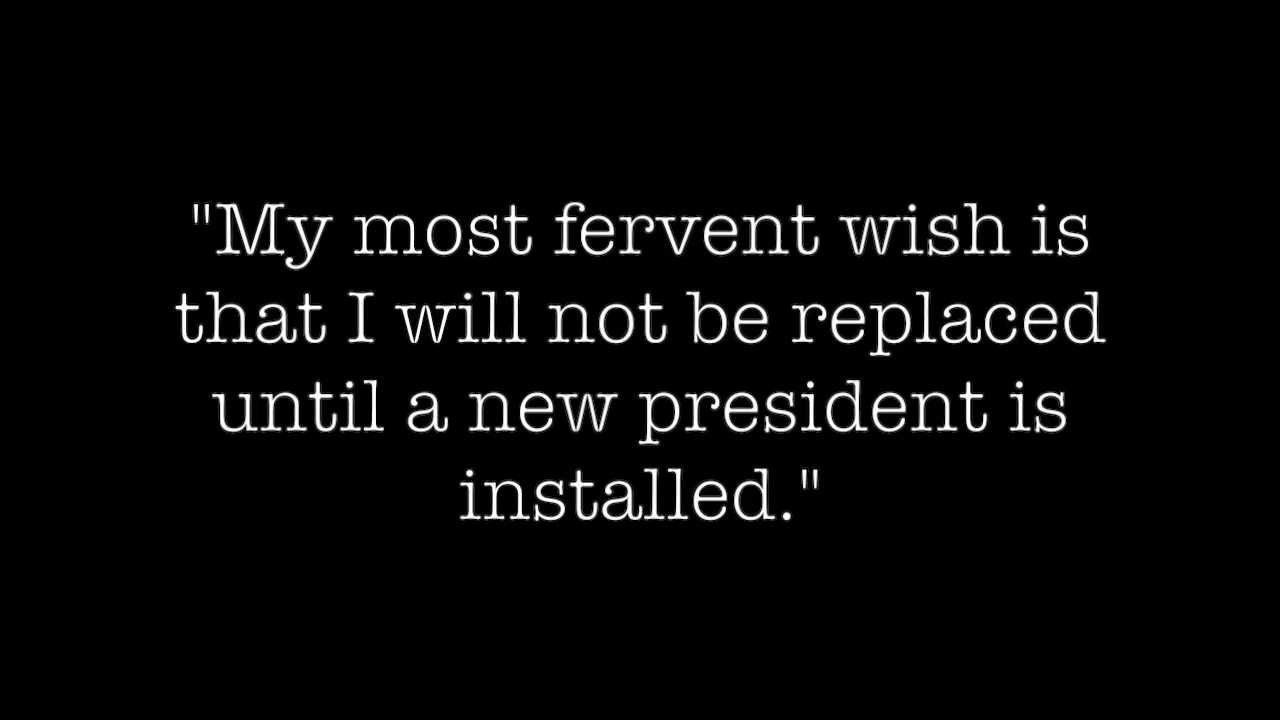 "My most fervent wish is
that I will not be replaced
until a new president is
installed."